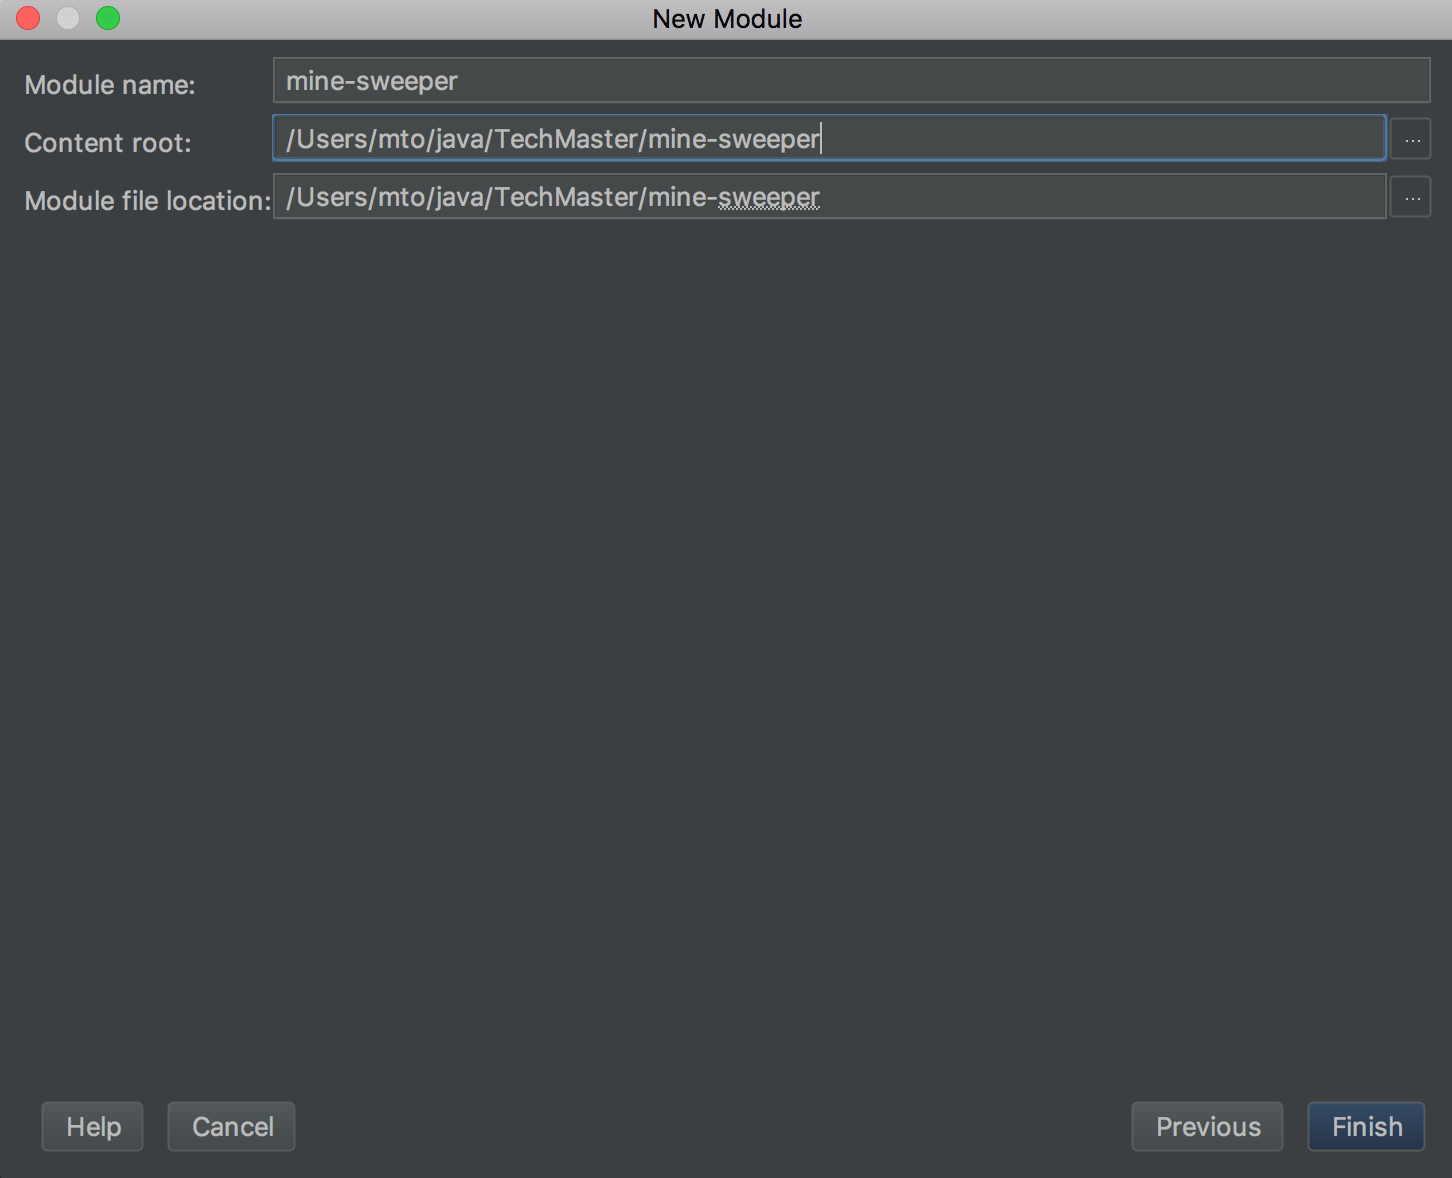 New Module
Module name: mine-sweeper
Content root: /Users/mto/java/TechMaster/mine-sweeper ...
Module file location: /Users/mto/java/TechMaster/mine-sweeper ...
Help Cancel Previous Finish